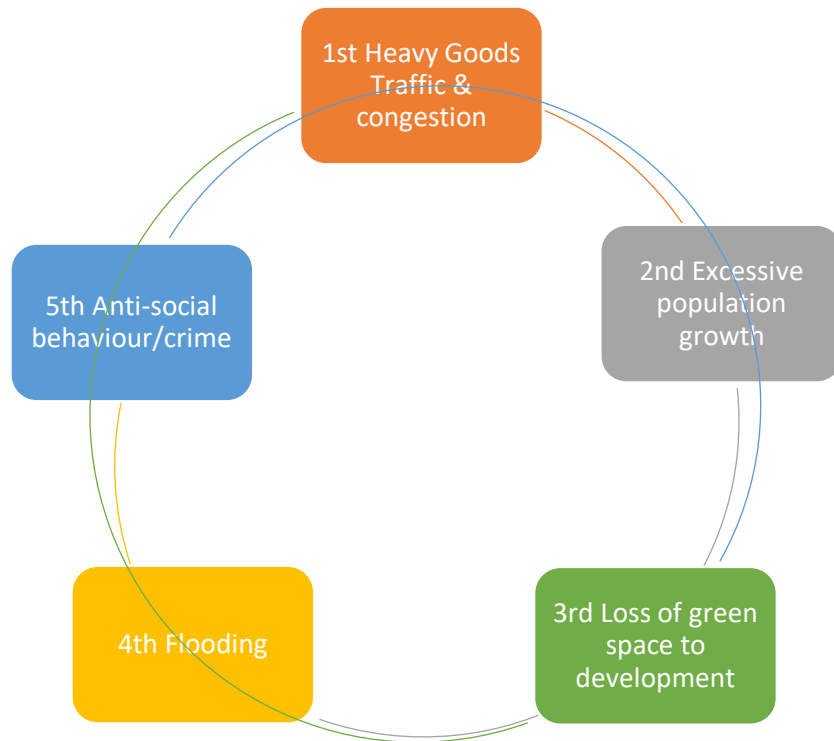 1st Heavy Goods
Traffic &
congestion
2nd Excessive
population
growth
3rd Loss of green
space to
development
4th Flooding
5th Anti-social
behaviour/crime